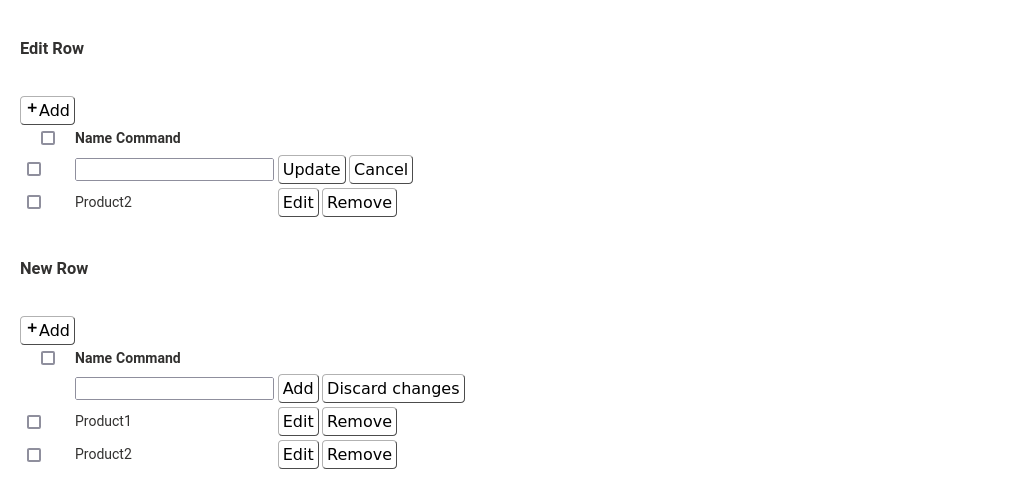 Edit Row
+Add
Name Command
Update Cancel
Product2 Edit Remove
New Row
+Add
Name Command
Add Discard changes
Product1 Edit Remove
Product2 Edit Remove